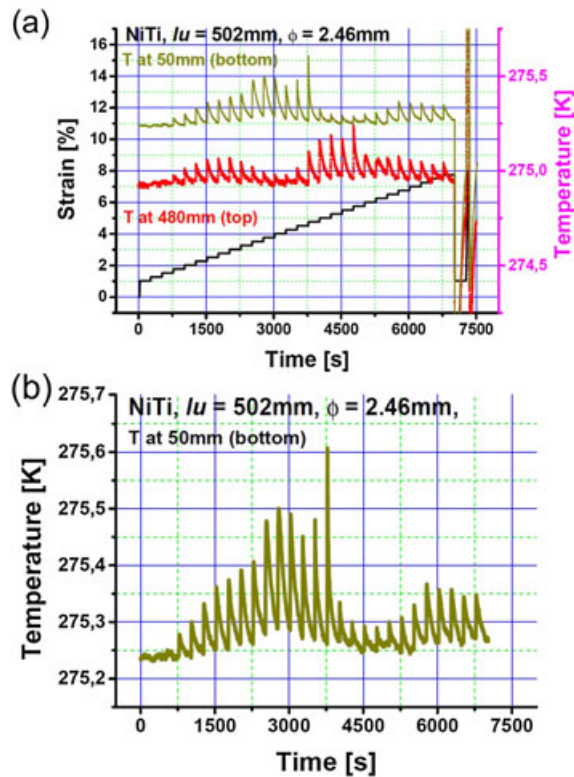 (a)
NiTi, lu = 502mm, ϕ = 2.46mm
T at 50mm (bottom)
T at 480mm (top)
Strain [%]
16
14
12
10
8
6
4
2
0
275,5
275,0
274,5
Temperature [K]
0 1500 3000 4500 6000 7500
Time [s]
(b)
NiTi, lu = 502mm, ϕ = 2.46mm,
T at 50mm (bottom)
Temperature [K]
275,7
275,6
275,5
275,4
275,3
275,2
0 1500 3000 4500 6000 7500
Time [s]